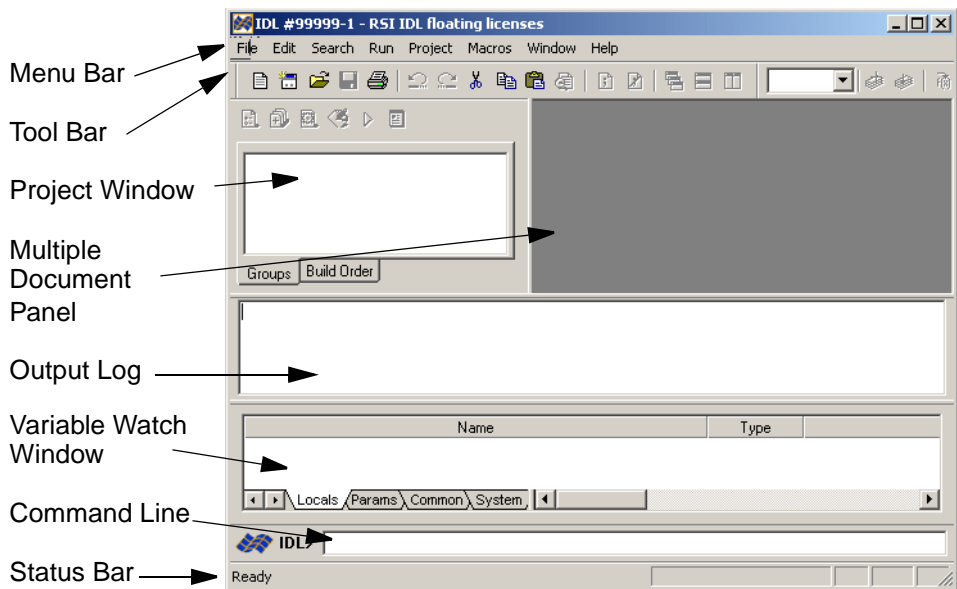 IDL #99999-1 - RSI IDL floating licenses
File Edit Search Run Project Macros Window Help
Menu Bar
Tool Bar
Project Window
Multiple
Document
Panel
Groups Build Order
Output Log
Variable Watch
Window
Name Type
Locals Params Common System
Command Line
IDL>
Status Bar
Ready